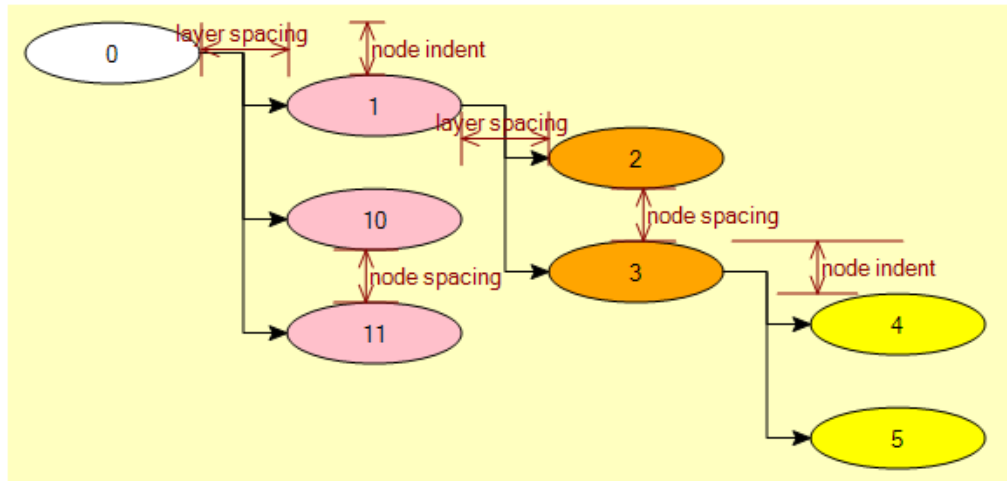 layer spacing
0
node indent
1
layer spacing
2
10
node spacing
3
node spacing
node indent
11
4
5